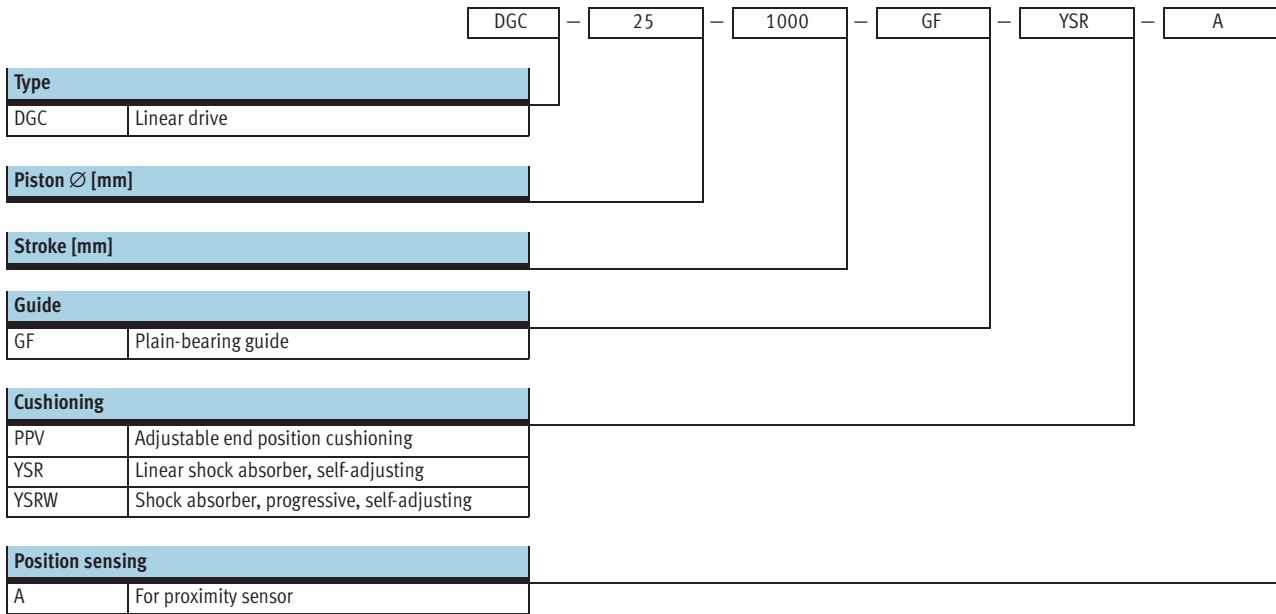 DGC — 25 — 1000 — GF — YSR — A
Type
DGC Linear drive
Piston ∅ [mm]
Stroke [mm]
Guide
GF Plain-bearing guide
Cushioning
PPV Adjustable end position cushioning
YSR Linear shock absorber, self-adjusting
YSRW Shock absorber, progressive, self-adjusting
Position sensing
A For proximity sensor